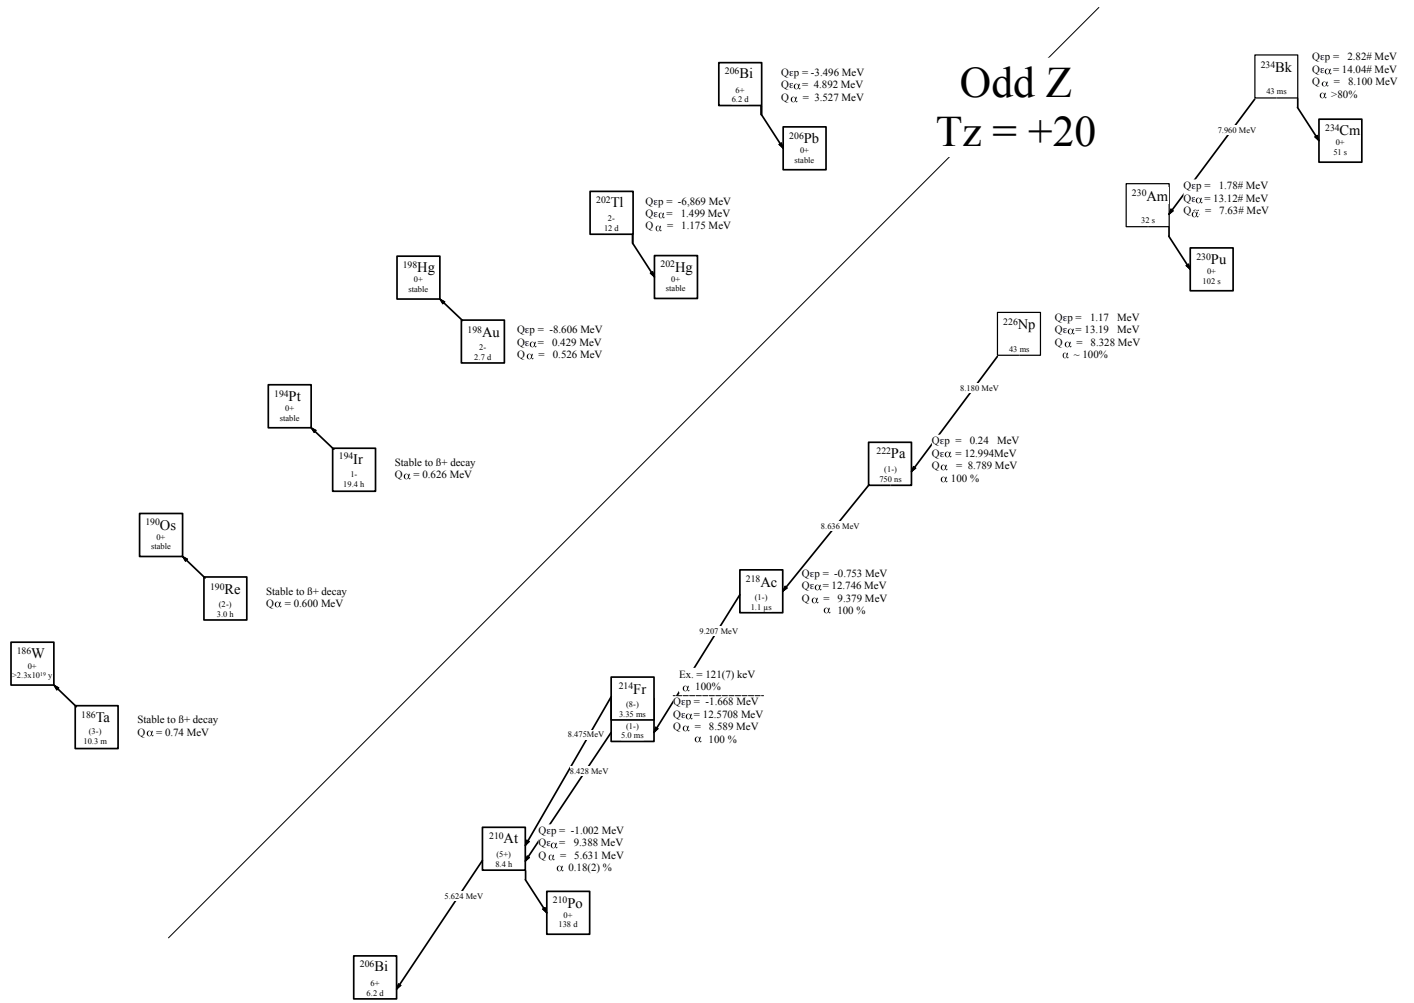 Odd Z
Tz = +20
206Bi
6+
6.2 d
Qεp = -3.496 MeV
Qεα = 4.892 MeV
Qα = 3.527 MeV
206Pb
0+
stable
234Bk
43 ms
Qεp = 2.82# MeV
Qεα = 14.04# MeV
Qα = 8.100 MeV
α >80%
7.960 MeV
234Cm
0+
51 s
202Tl
2-
12 d
Qεp = -6,869 MeV
Qεα = 1.499 MeV
Qα = 1.175 MeV
202Hg
0+
stable
230Am
32 s
Qεp = 1.78# MeV
Qεα = 13.12# MeV
Qα = 7.63# MeV
230Pu
0+
102 s
198Hg
0+
stable
198Au
2-
2.7 d
Qεp = -8.606 MeV
Qεα = 0.429 MeV
Qα = 0.526 MeV
226Np
43 ms
Qεp = 1.17 MeV
Qεα = 13.19 MeV
Qα = 8.328 MeV
α ~ 100%
8.180 MeV
194Pt
0+
stable
194Ir
1-
19.4 h
Stable to ß+ decay
Qα = 0.626 MeV
222Pa
(1-)
750 ns
Qεp = 0.24 MeV
Qεα = 12.994MeV
Qα = 8.789 MeV
α 100 %
8.636 MeV
190Os
0+
stable
190Re
(2-)
3.0 h
Stable to ß+ decay
Qα = 0.600 MeV
218Ac
(1-)
1.1 µs
Qεp = -0.753 MeV
Qεα = 12.746 MeV
Qα = 9.379 MeV
α 100 %
9.207 MeV
186W
0+
>2.3x10¹⁹ y
186Ta
(3-)
10.3 m
Stable to ß+ decay
Qα = 0.74 MeV
214Fr
(8-)
3.35 ms
(1-)
5.0 ms
Ex. = 121(7) keV
α 100%
Qεp = -1.668 MeV
Qεα = 12.5708 MeV
Qα = 8.589 MeV
α 100 %
8.475MeV
8.428 MeV
210At
(5+)
8.4 h
Qεp = -1.002 MeV
Qεα = 9.388 MeV
Qα = 5.631 MeV
α 0.18(2) %
5.624 MeV
210Po
0+
138 d
206Bi
6+
6.2 d